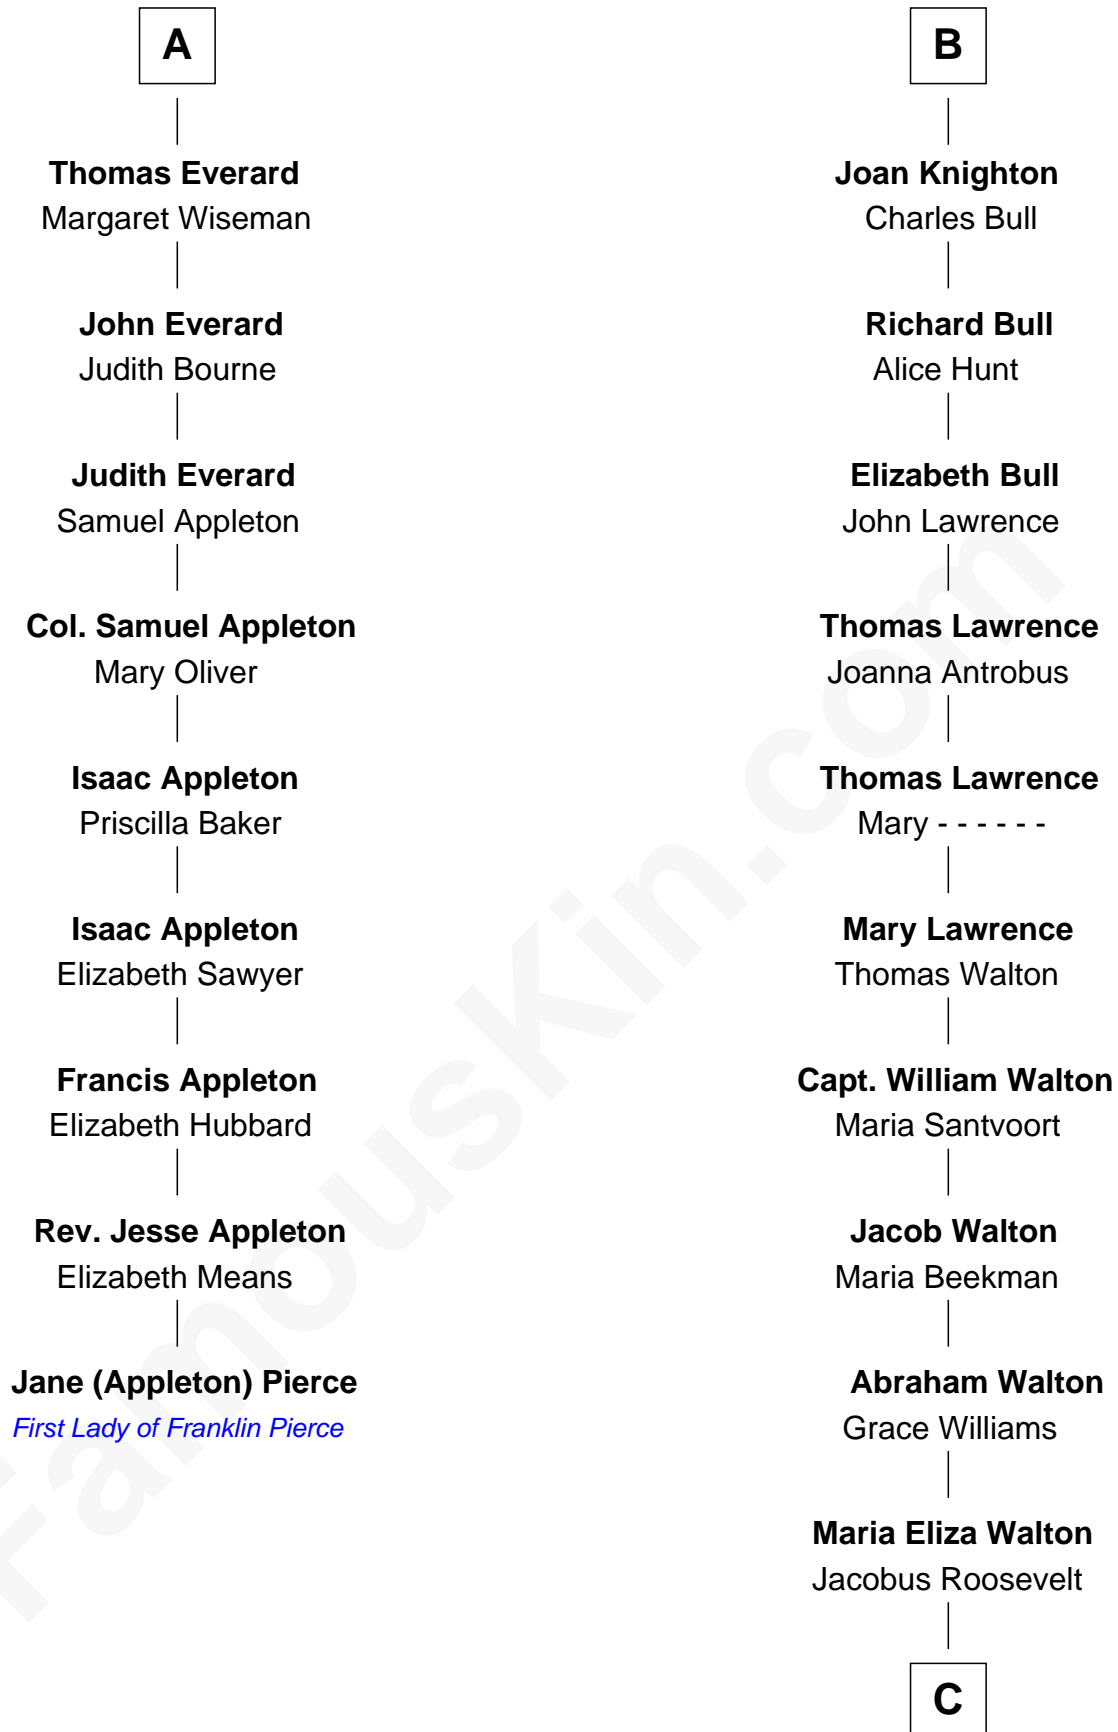 A
Thomas Everard
Margaret Wiseman
John Everard
Judith Bourne
Judith Everard
Samuel Appleton
Col. Samuel Appleton
Mary Oliver
Isaac Appleton
Priscilla Baker
Isaac Appleton
Elizabeth Sawyer
Francis Appleton
Elizabeth Hubbard
Rev. Jesse Appleton
Elizabeth Means
Jane (Appleton) Pierce
First Lady of Franklin Pierce
B
Joan Knighton
Charles Bull
Richard Bull
Alice Hunt
Elizabeth Bull
John Lawrence
Thomas Lawrence
Joanna Antrobus
Thomas Lawrence
Mary - - - - - -
Mary Lawrence
Thomas Walton
Capt. William Walton
Maria Santvoort
Jacob Walton
Maria Beekman
Abraham Walton
Grace Williams
Maria Eliza Walton
Jacobus Roosevelt
C
FamousKin.com